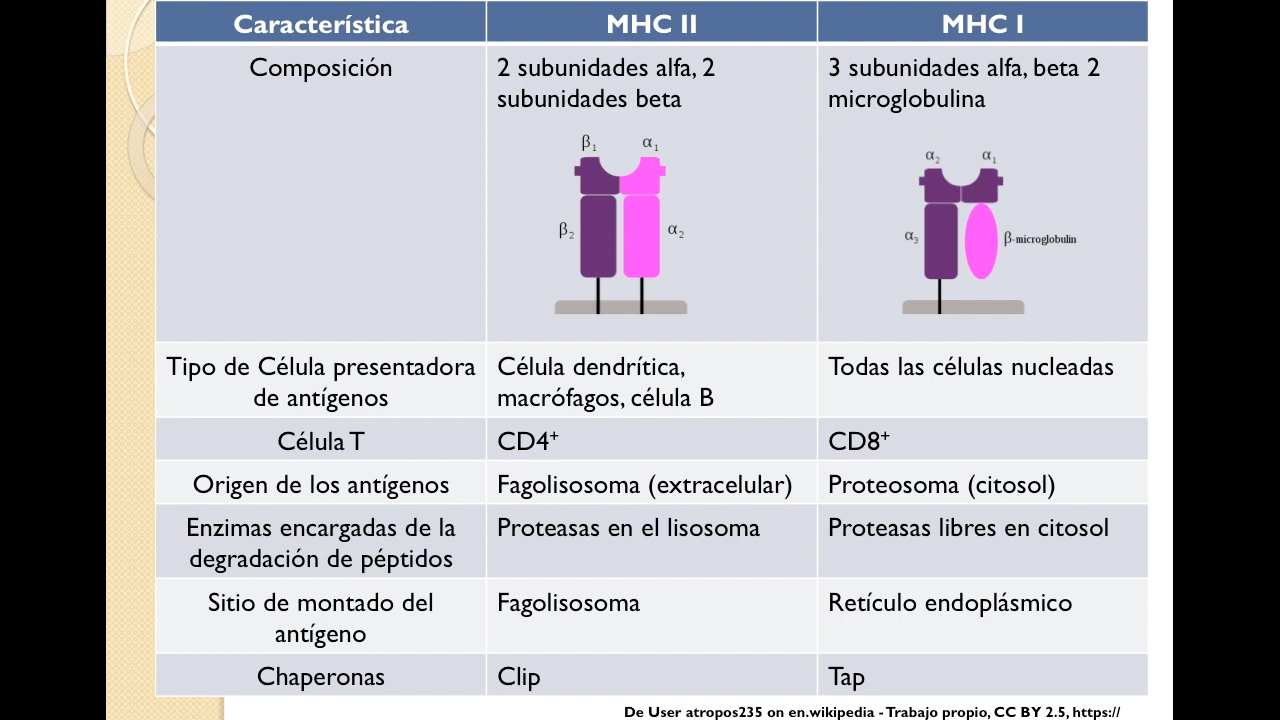 Característica
MHC II
MHC I
Composición
2 subunidades alfa, 2
subunidades beta
3 subunidades alfa, beta 2
microglobulina
β₁
α₁
β₂
α₂
α₂
α₁
α₃
β-microglobulin
Tipo de Célula presentadora
de antígenos
Célula dendrítica,
macrófagos, célula B
Todas las células nucleadas
Célula T
CD4⁺
CD8⁺
Origen de los antígenos
Fagolisosoma (extracelular)
Proteosoma (citosol)
Enzimas encargadas de la
degradación de péptidos
Proteasas en el lisosoma
Proteasas libres en citosol
Sitio de montado del
antígeno
Fagolisosoma
Retículo endoplásmico
Chaperonas
Clip
Tap
De User atropos235 on en.wikipedia - Trabajo propio, CC BY 2.5, https://